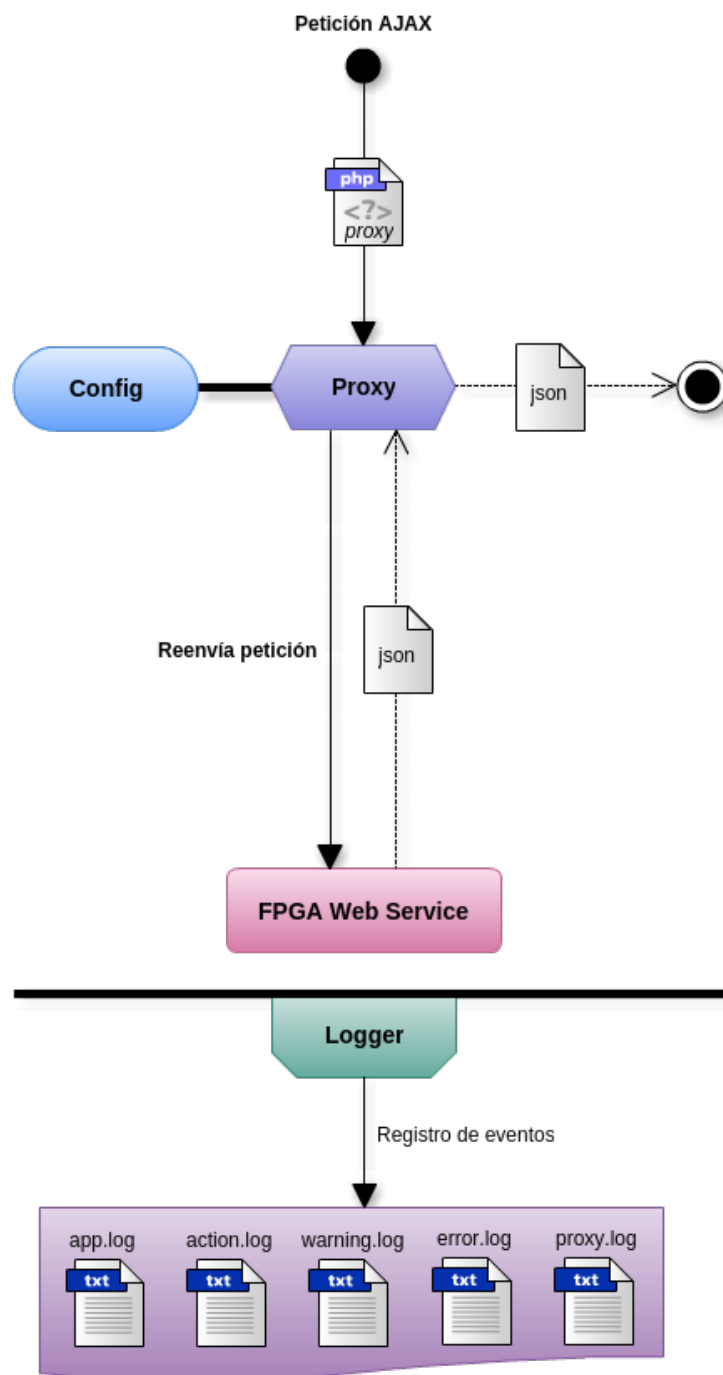 Petición AJAX
php
<?>
proxy
Config
Proxy
json
Reenvía petición
json
FPGA Web Service
Logger
Registro de eventos
app.log action.log warning.log error.log proxy.log
txt txt txt txt txt